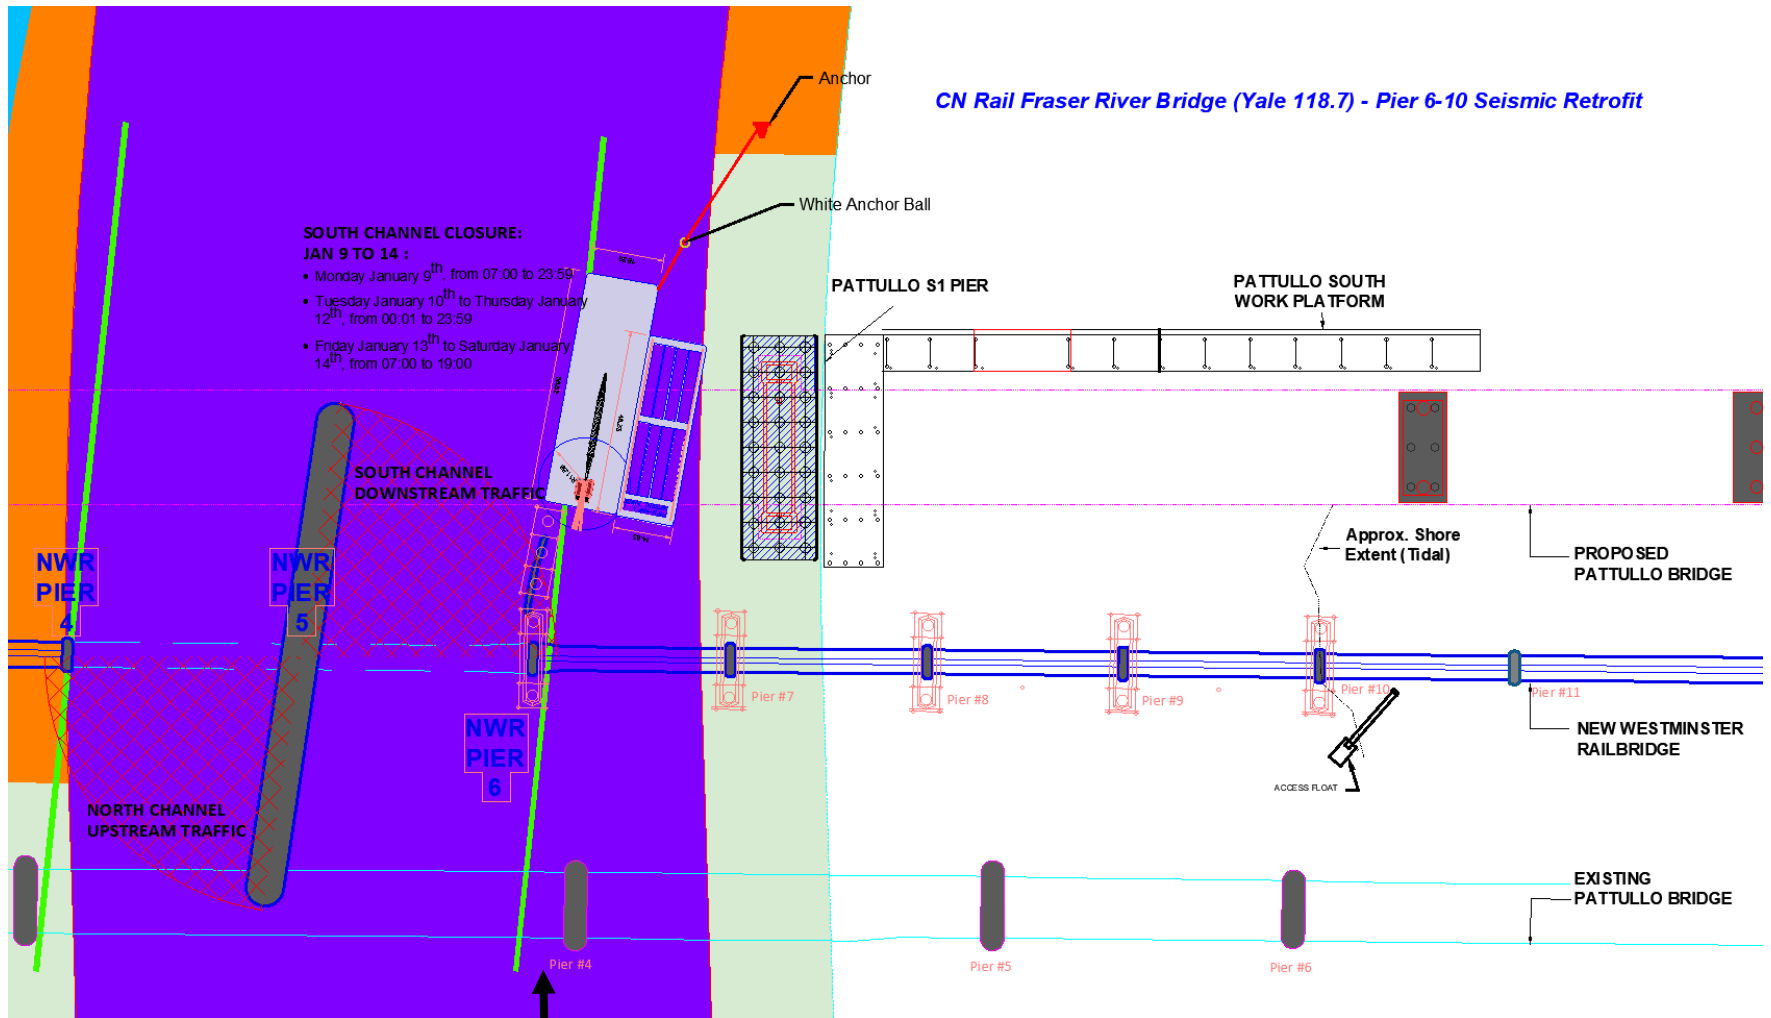 Anchor
CN Rail Fraser River Bridge (Yale 118.7) - Pier 6-10 Seismic Retrofit
White Anchor Ball
SOUTH CHANNEL CLOSURE:
JAN 9 TO 14 :
• Monday January 9th, from 07:00 to 23:59
• Tuesday January 10th to Thursday January
12th, from 00:01 to 23:59
• Friday January 13th to Saturday January
14th, from 07:00 to 19:00
PATTULLO S1 PIER
PATTULLO SOUTH
WORK PLATFORM
SOUTH CHANNEL
DOWNSTREAM TRAFFIC
Approx. Shore
Extent (Tidal)
PROPOSED
PATTULLO BRIDGE
NWR
PIER
4
NWR
PIER
5
Pier #7
Pier #8
Pier #9
Pier #10
Pier #11
NWR
PIER
6
NEW WESTMINSTER
RAILBRIDGE
ACCESS FLOAT
NORTH CHANNEL
UPSTREAM TRAFFIC
EXISTING
PATTULLO BRIDGE
Pier #4
Pier #5
Pier #6